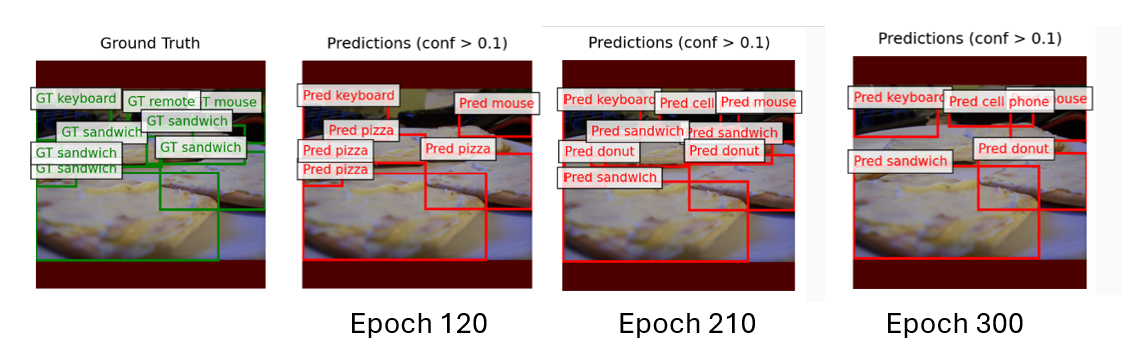 Ground Truth
GT keyboard
GT remote
T mouse
GT sandwich
GT sandwich
GT sandwich
GT sandwich
GT sandwich
Predictions (conf > 0.1)
Pred keyboard
Pred mouse
Pred pizza
Pred pizza
Pred pizza
Pred pizza
Epoch 120
Predictions (conf > 0.1)
Pred keyboard
Pred cell
Pred mouse
Pred sandwich
Pred sandwich
Pred donut
Pred donut
Pred sandwich
Epoch 210
Predictions (conf > 0.1)
Pred keyboard
Pred cell phone
ouse
Pred sandwich
Pred donut
Epoch 300